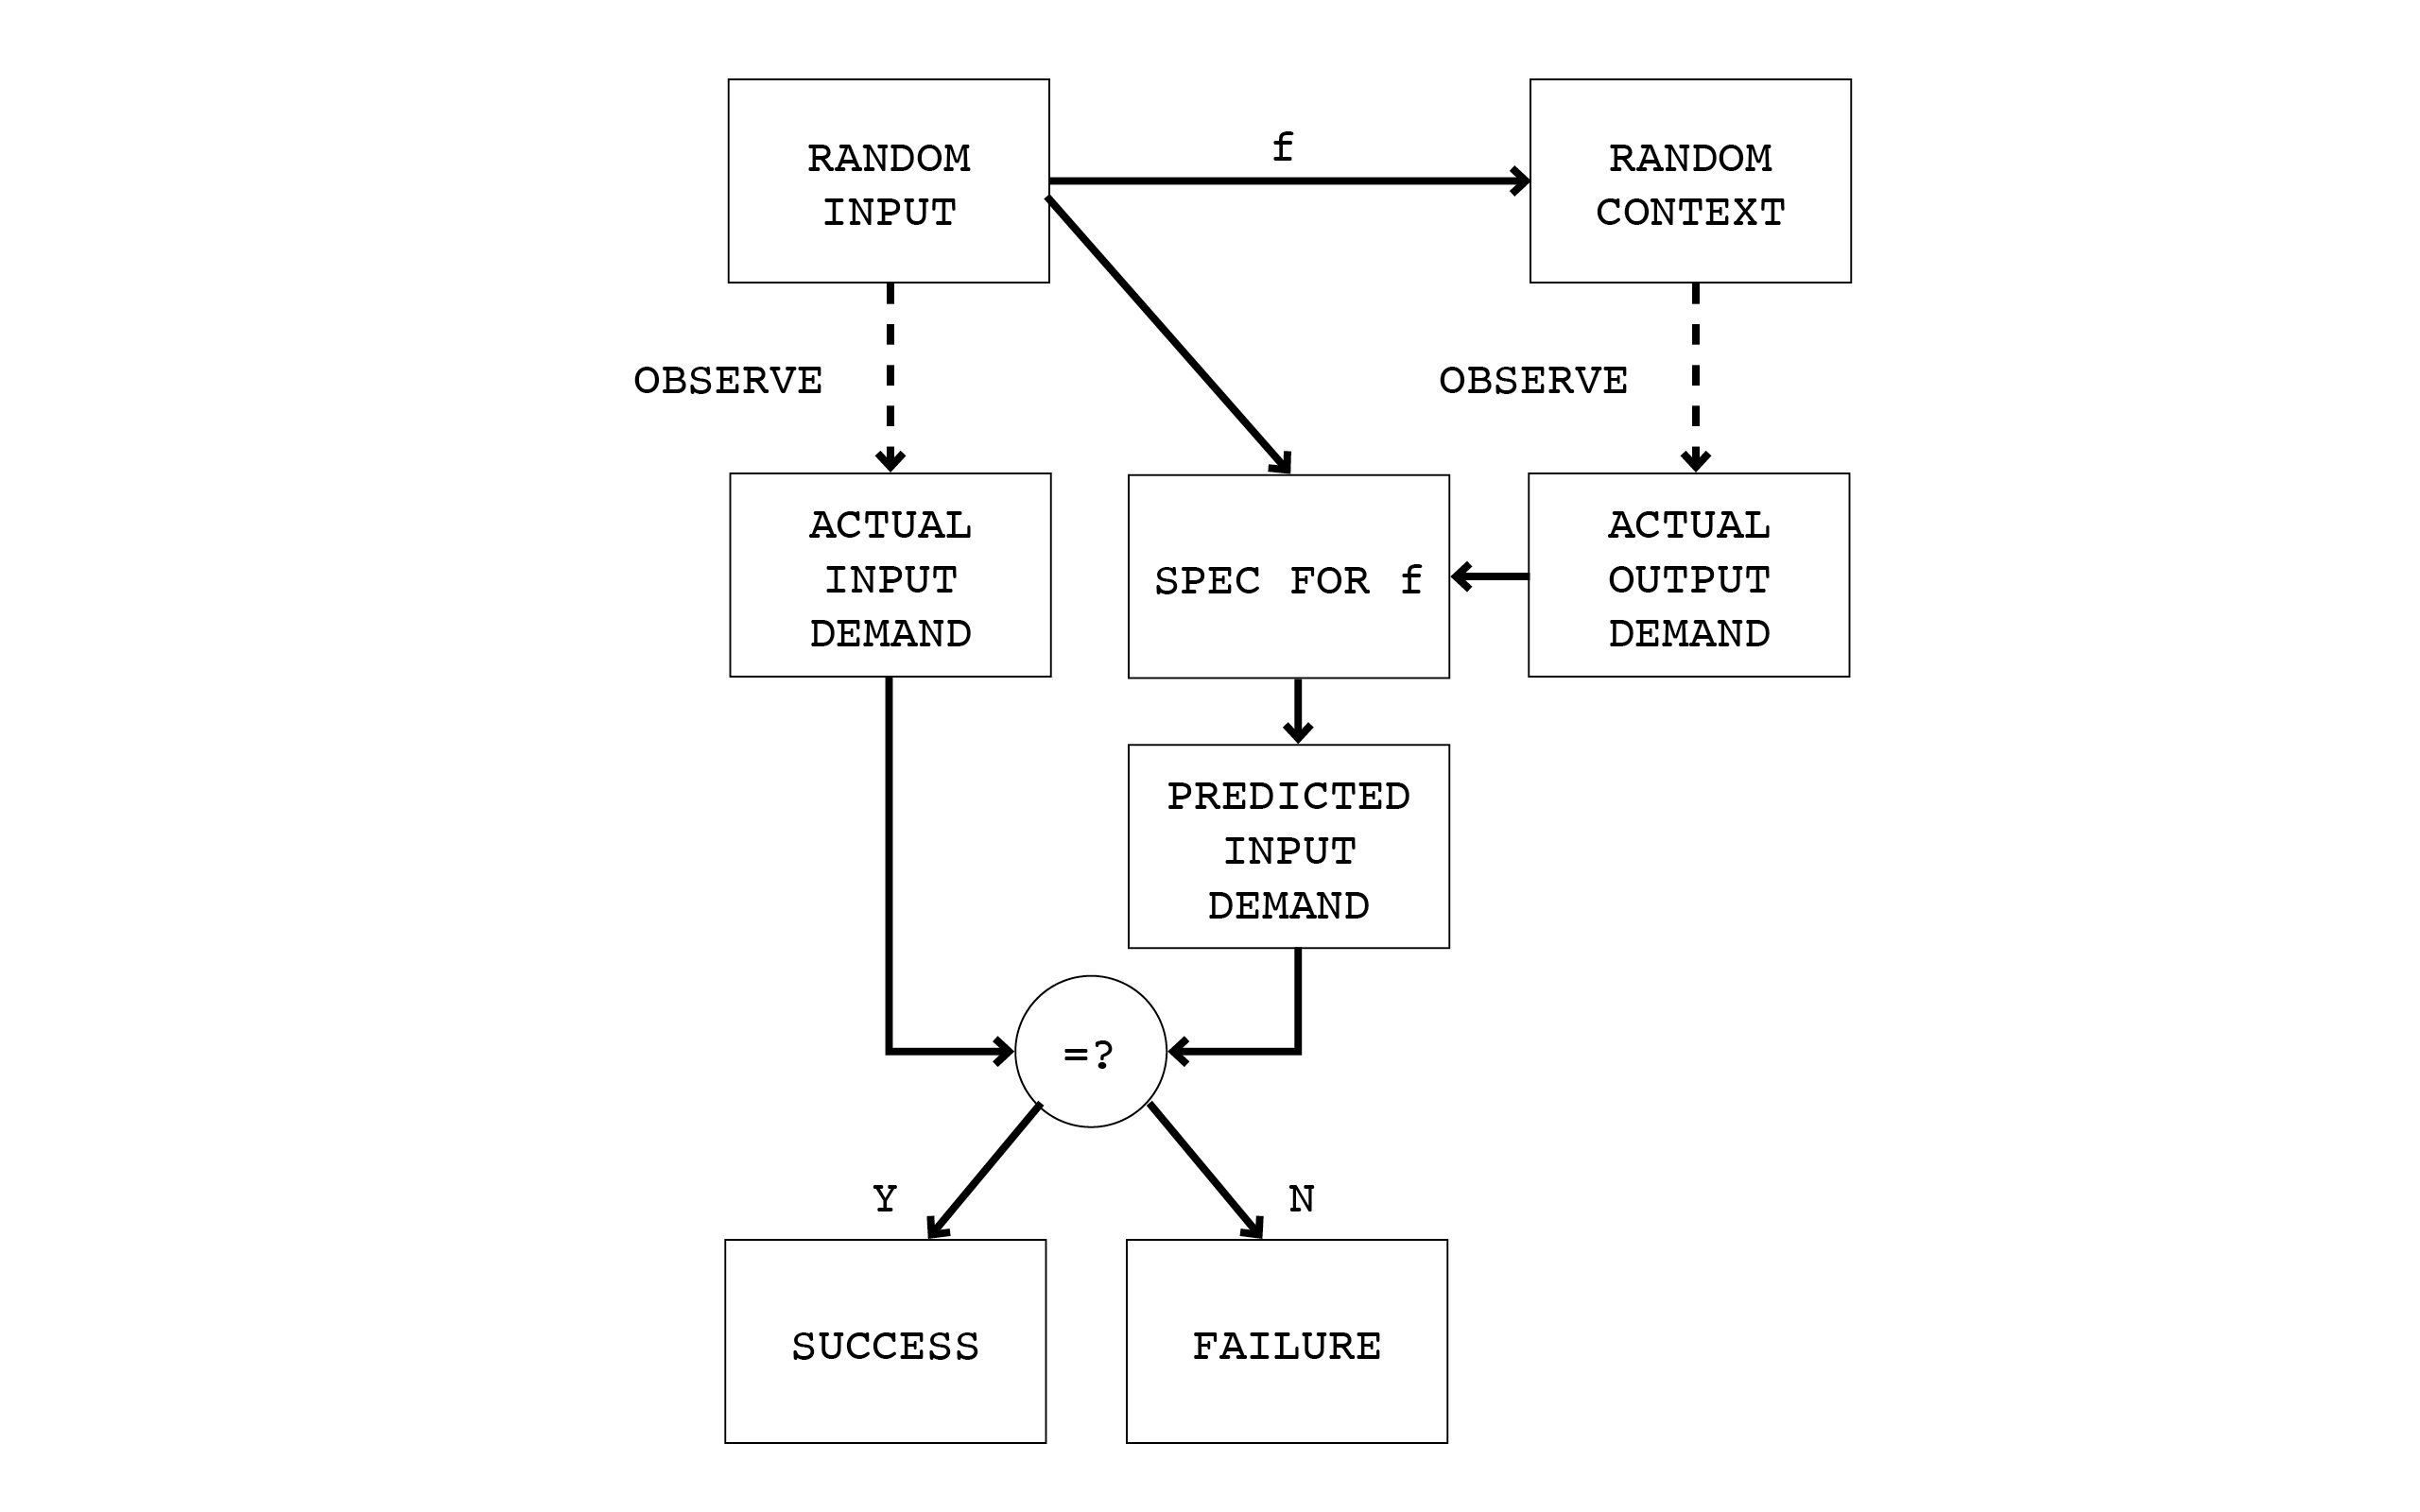 RANDOM
INPUT
f
RANDOM
CONTEXT
OBSERVE
OBSERVE
ACTUAL
INPUT
DEMAND
SPEC FOR f
ACTUAL
OUTPUT
DEMAND
PREDICTED
INPUT
DEMAND
=?
Y
N
SUCCESS
FAILURE